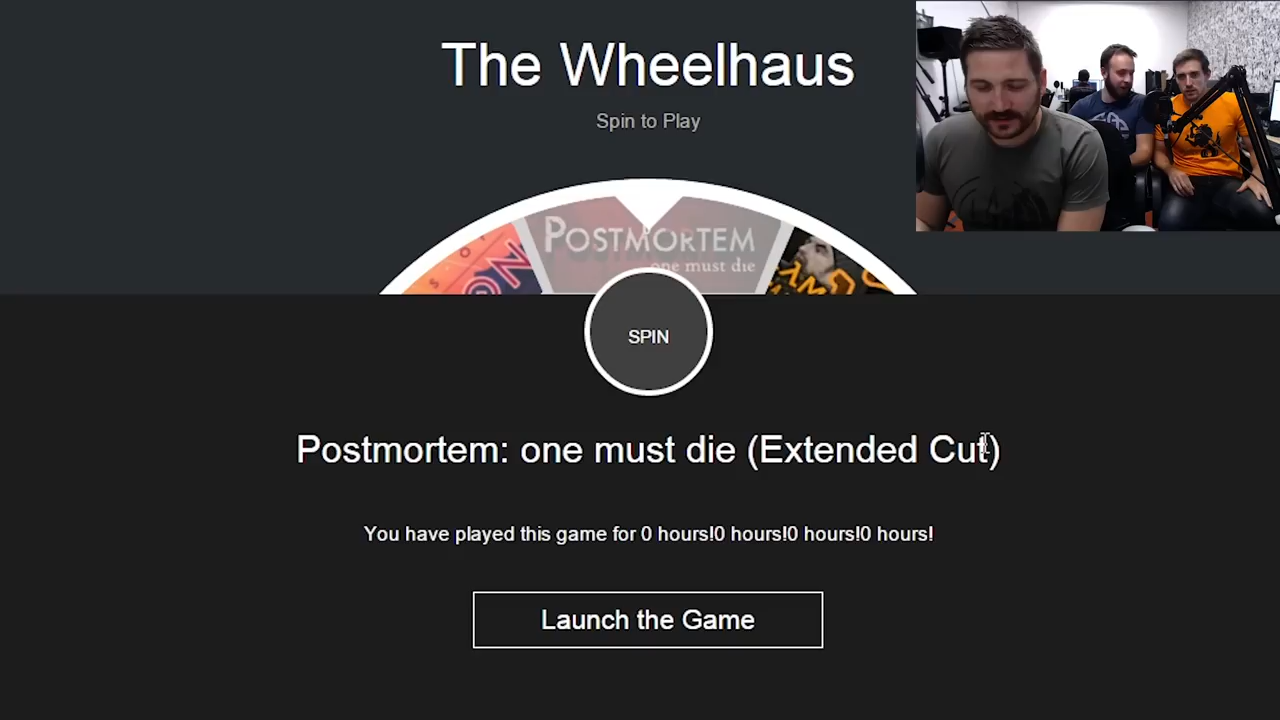 The Wheelhaus
Spin to Play
POSTMORTEM
one must die
SPIN
Postmortem: one must die (Extended Cut)
You have played this game for 0 hours!0 hours!0 hours!0 hours!
Launch the Game